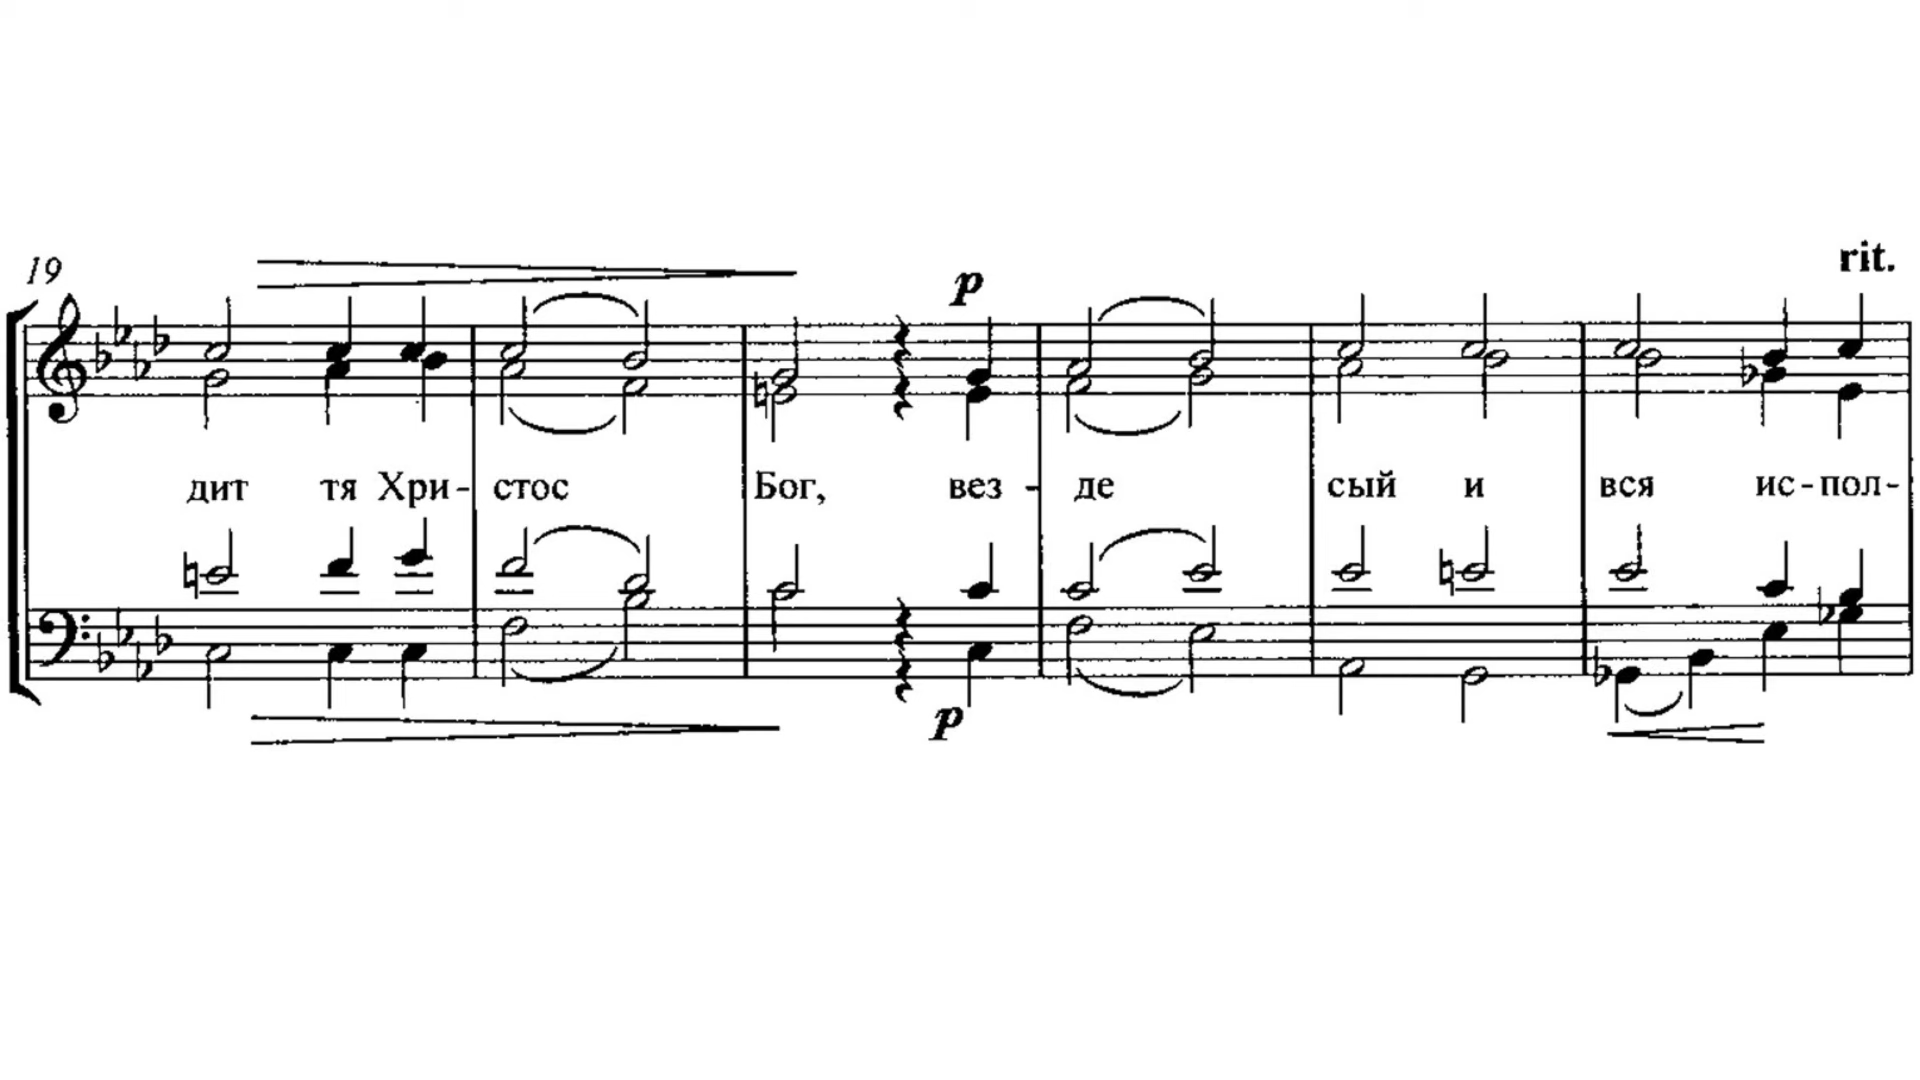 19
rit.
p
дит тя Хри- стос Бог, вез - де сый и вся ис-пол-
p